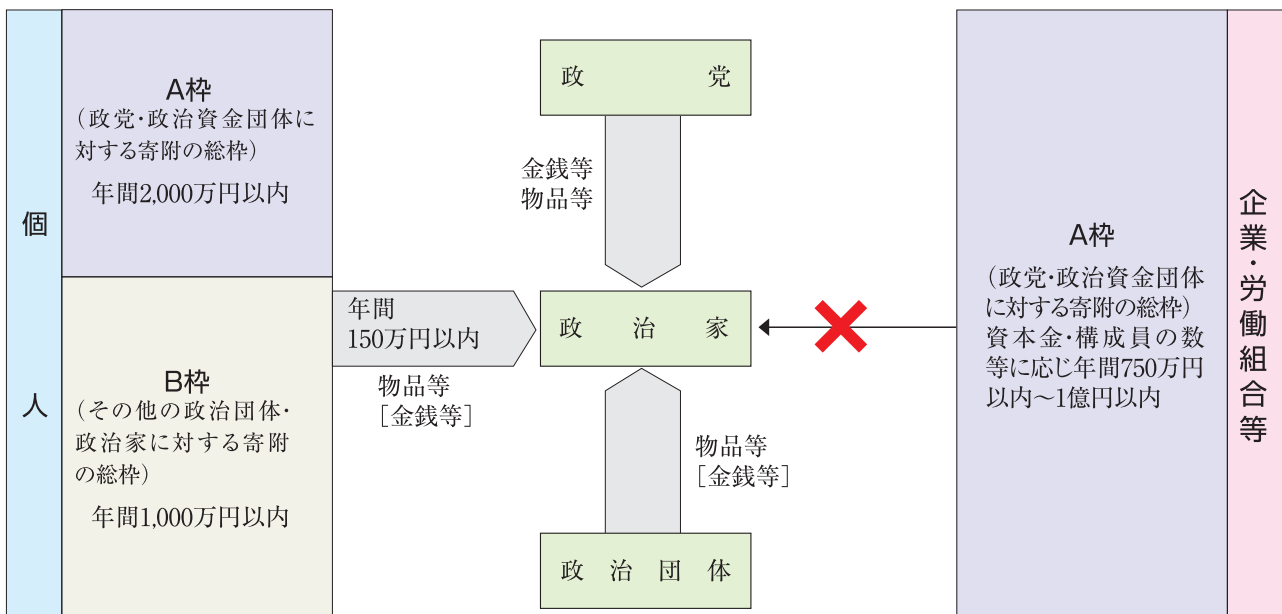 個人
A枠
（政党・政治資金団体に
対する寄附の総枠）
年間2,000万円以内
B枠
（その他の政治団体・
政治家に対する寄附
の総枠）
年間1,000万円以内
年間
150万円以内
物品等
［金銭等］
政党
金銭等
物品等
政治家
物品等
［金銭等］
政治団体
A枠
（政党・政治資金団体
に対する寄附の総枠）
資本金・構成員の数
等に応じ年間750万円
以内～1億円以内
企業・労働組合等